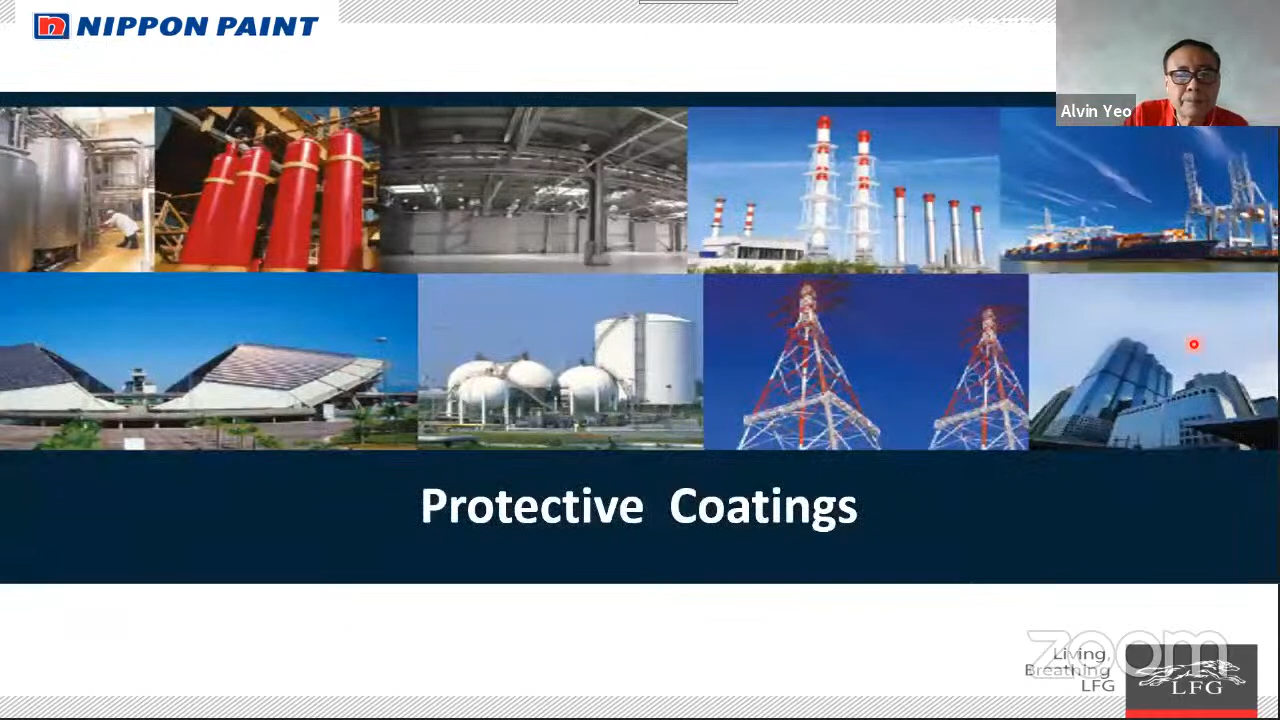 NIPPON PAINT
Alvin Yeo
Protective Coatings
zoom
Living,
Breathing
LFG
LFG